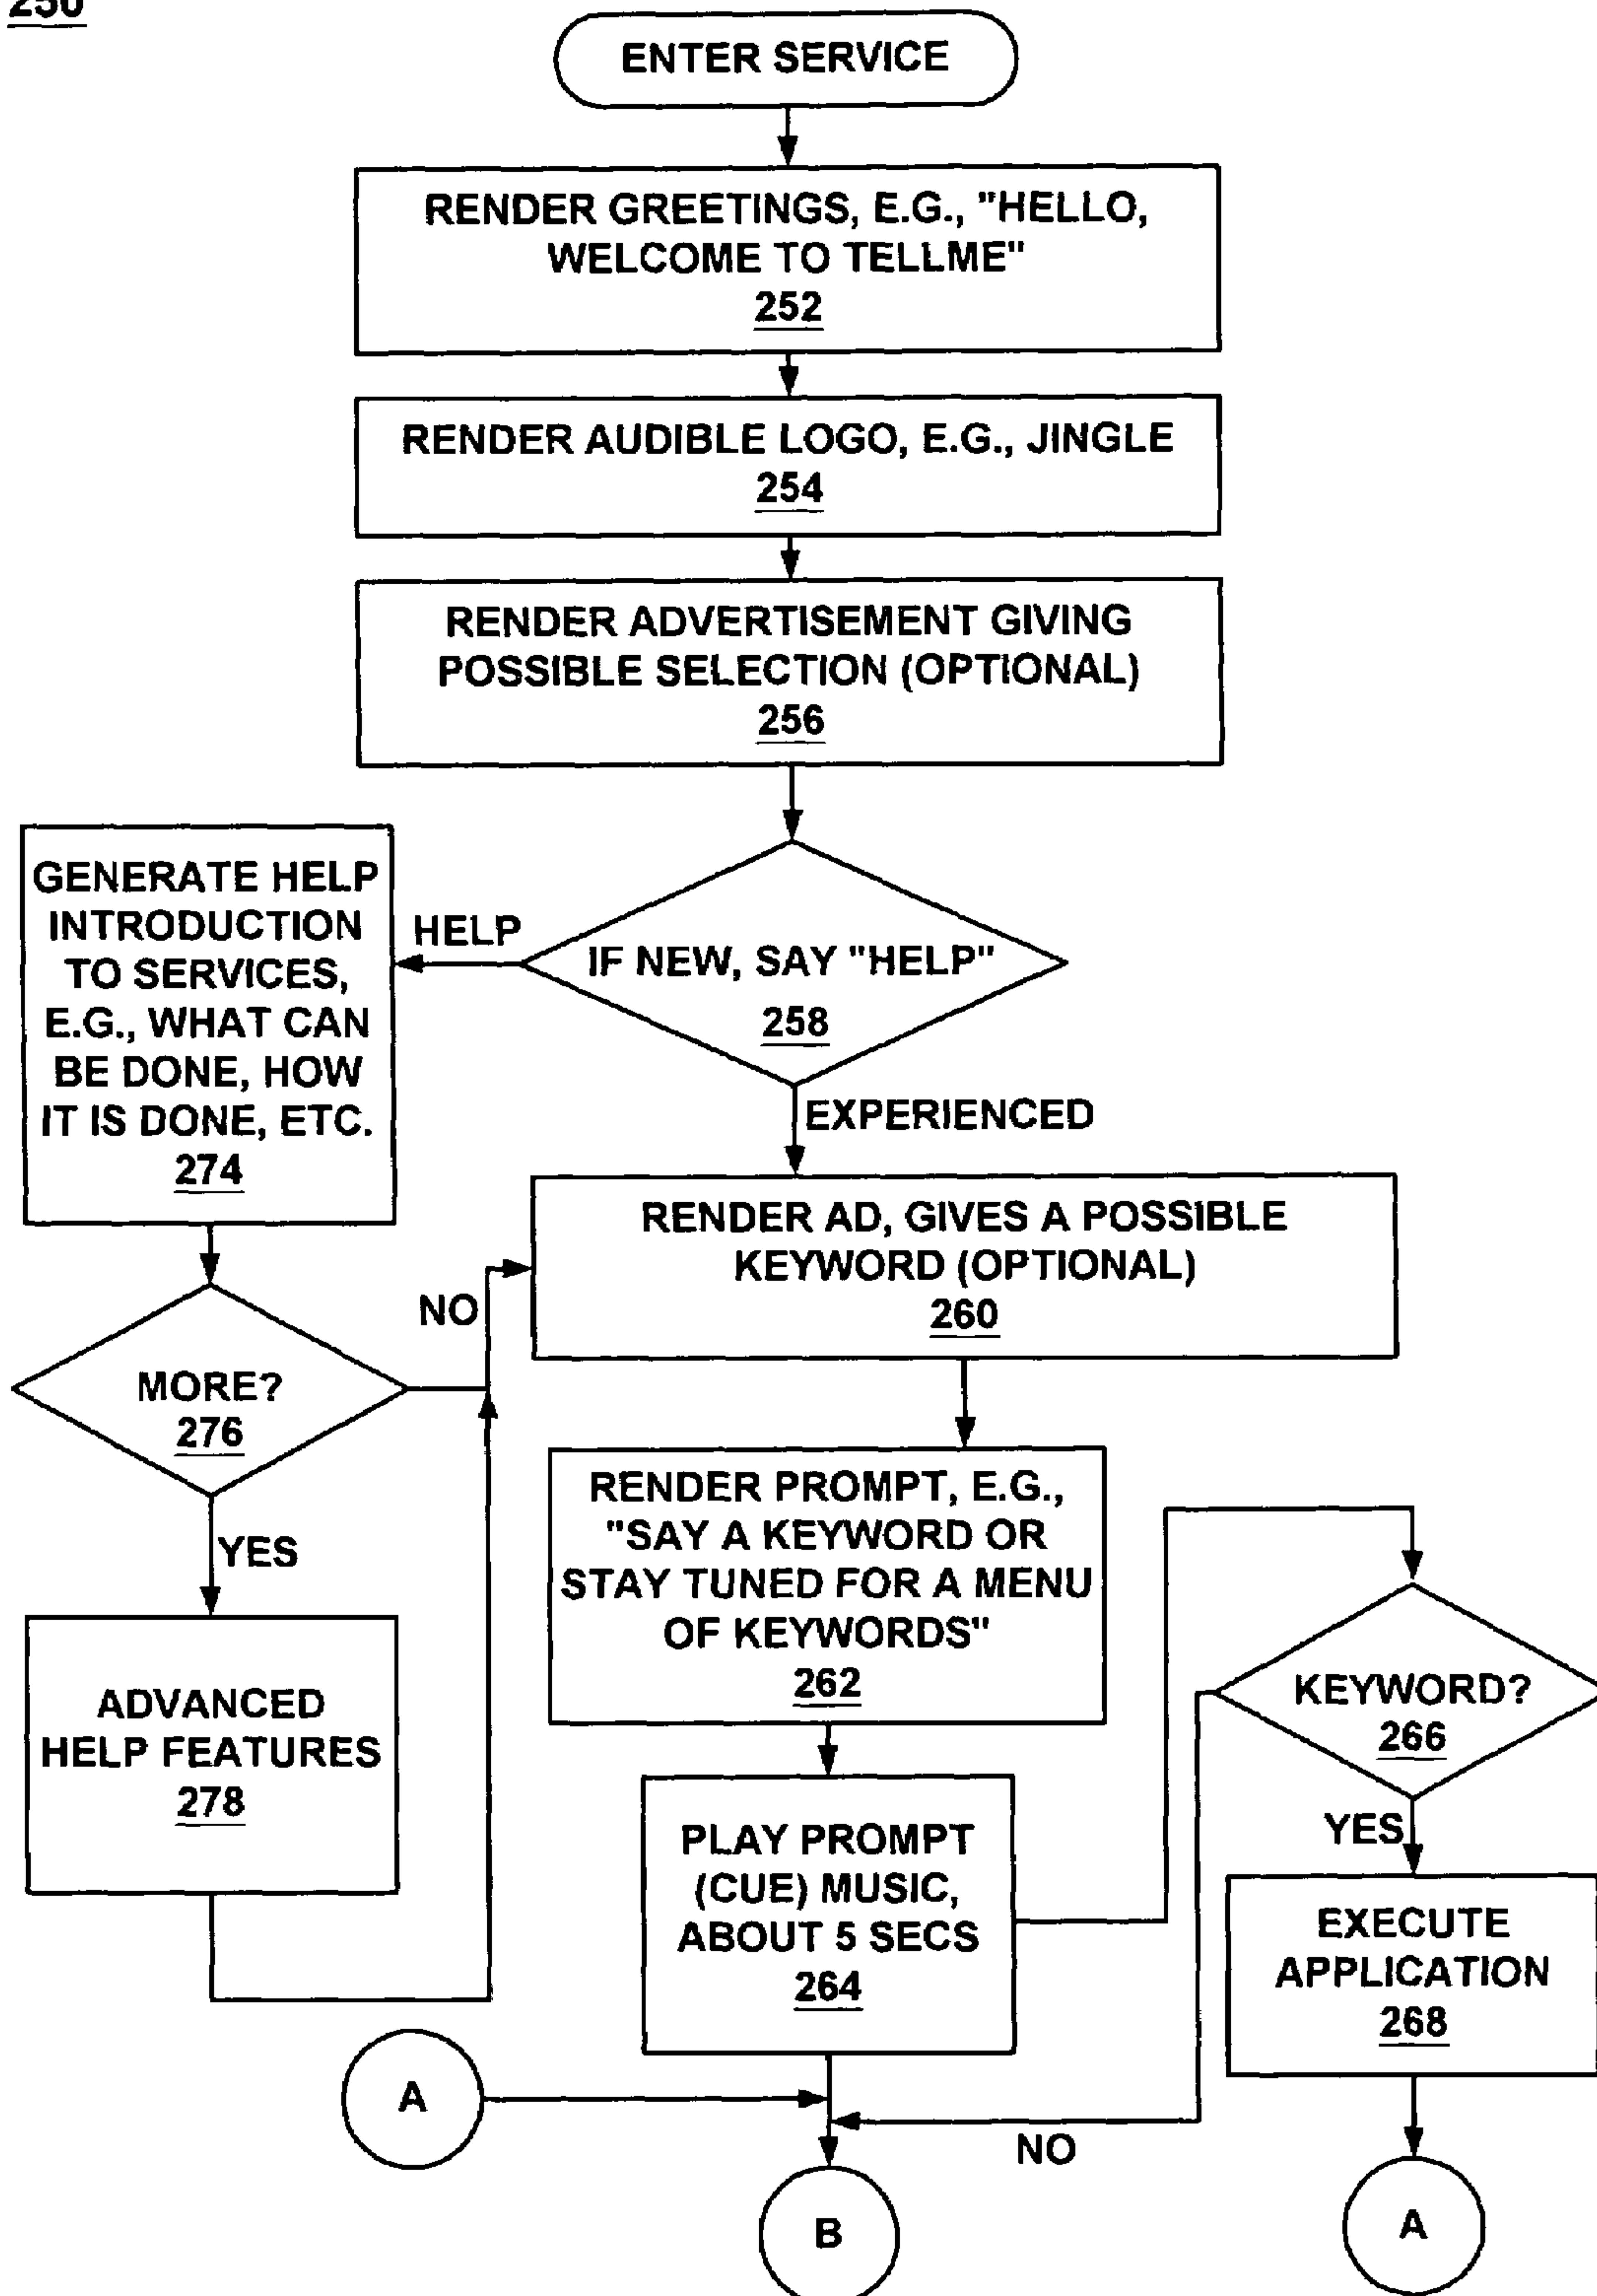 250
ENTER SERVICE
RENDER GREETINGS, E.G., "HELLO,
WELCOME TO TELLME"
252
RENDER AUDIBLE LOGO, E.G., JINGLE
254
RENDER ADVERTISEMENT GIVING
POSSIBLE SELECTION (OPTIONAL)
256
IF NEW, SAY "HELP"
258
HELP
GENERATE HELP
INTRODUCTION
TO SERVICES,
E.G., WHAT CAN
BE DONE, HOW
IT IS DONE, ETC.
274
EXPERIENCED
RENDER AD, GIVES A POSSIBLE
KEYWORD (OPTIONAL)
260
NO
MORE?
276
YES
ADVANCED
HELP FEATURES
278
RENDER PROMPT, E.G.,
"SAY A KEYWORD OR
STAY TUNED FOR A MENU
OF KEYWORDS"
262
PLAY PROMPT
(CUE) MUSIC,
ABOUT 5 SECS
264
KEYWORD?
266
YES
EXECUTE
APPLICATION
268
A
NO
B
A